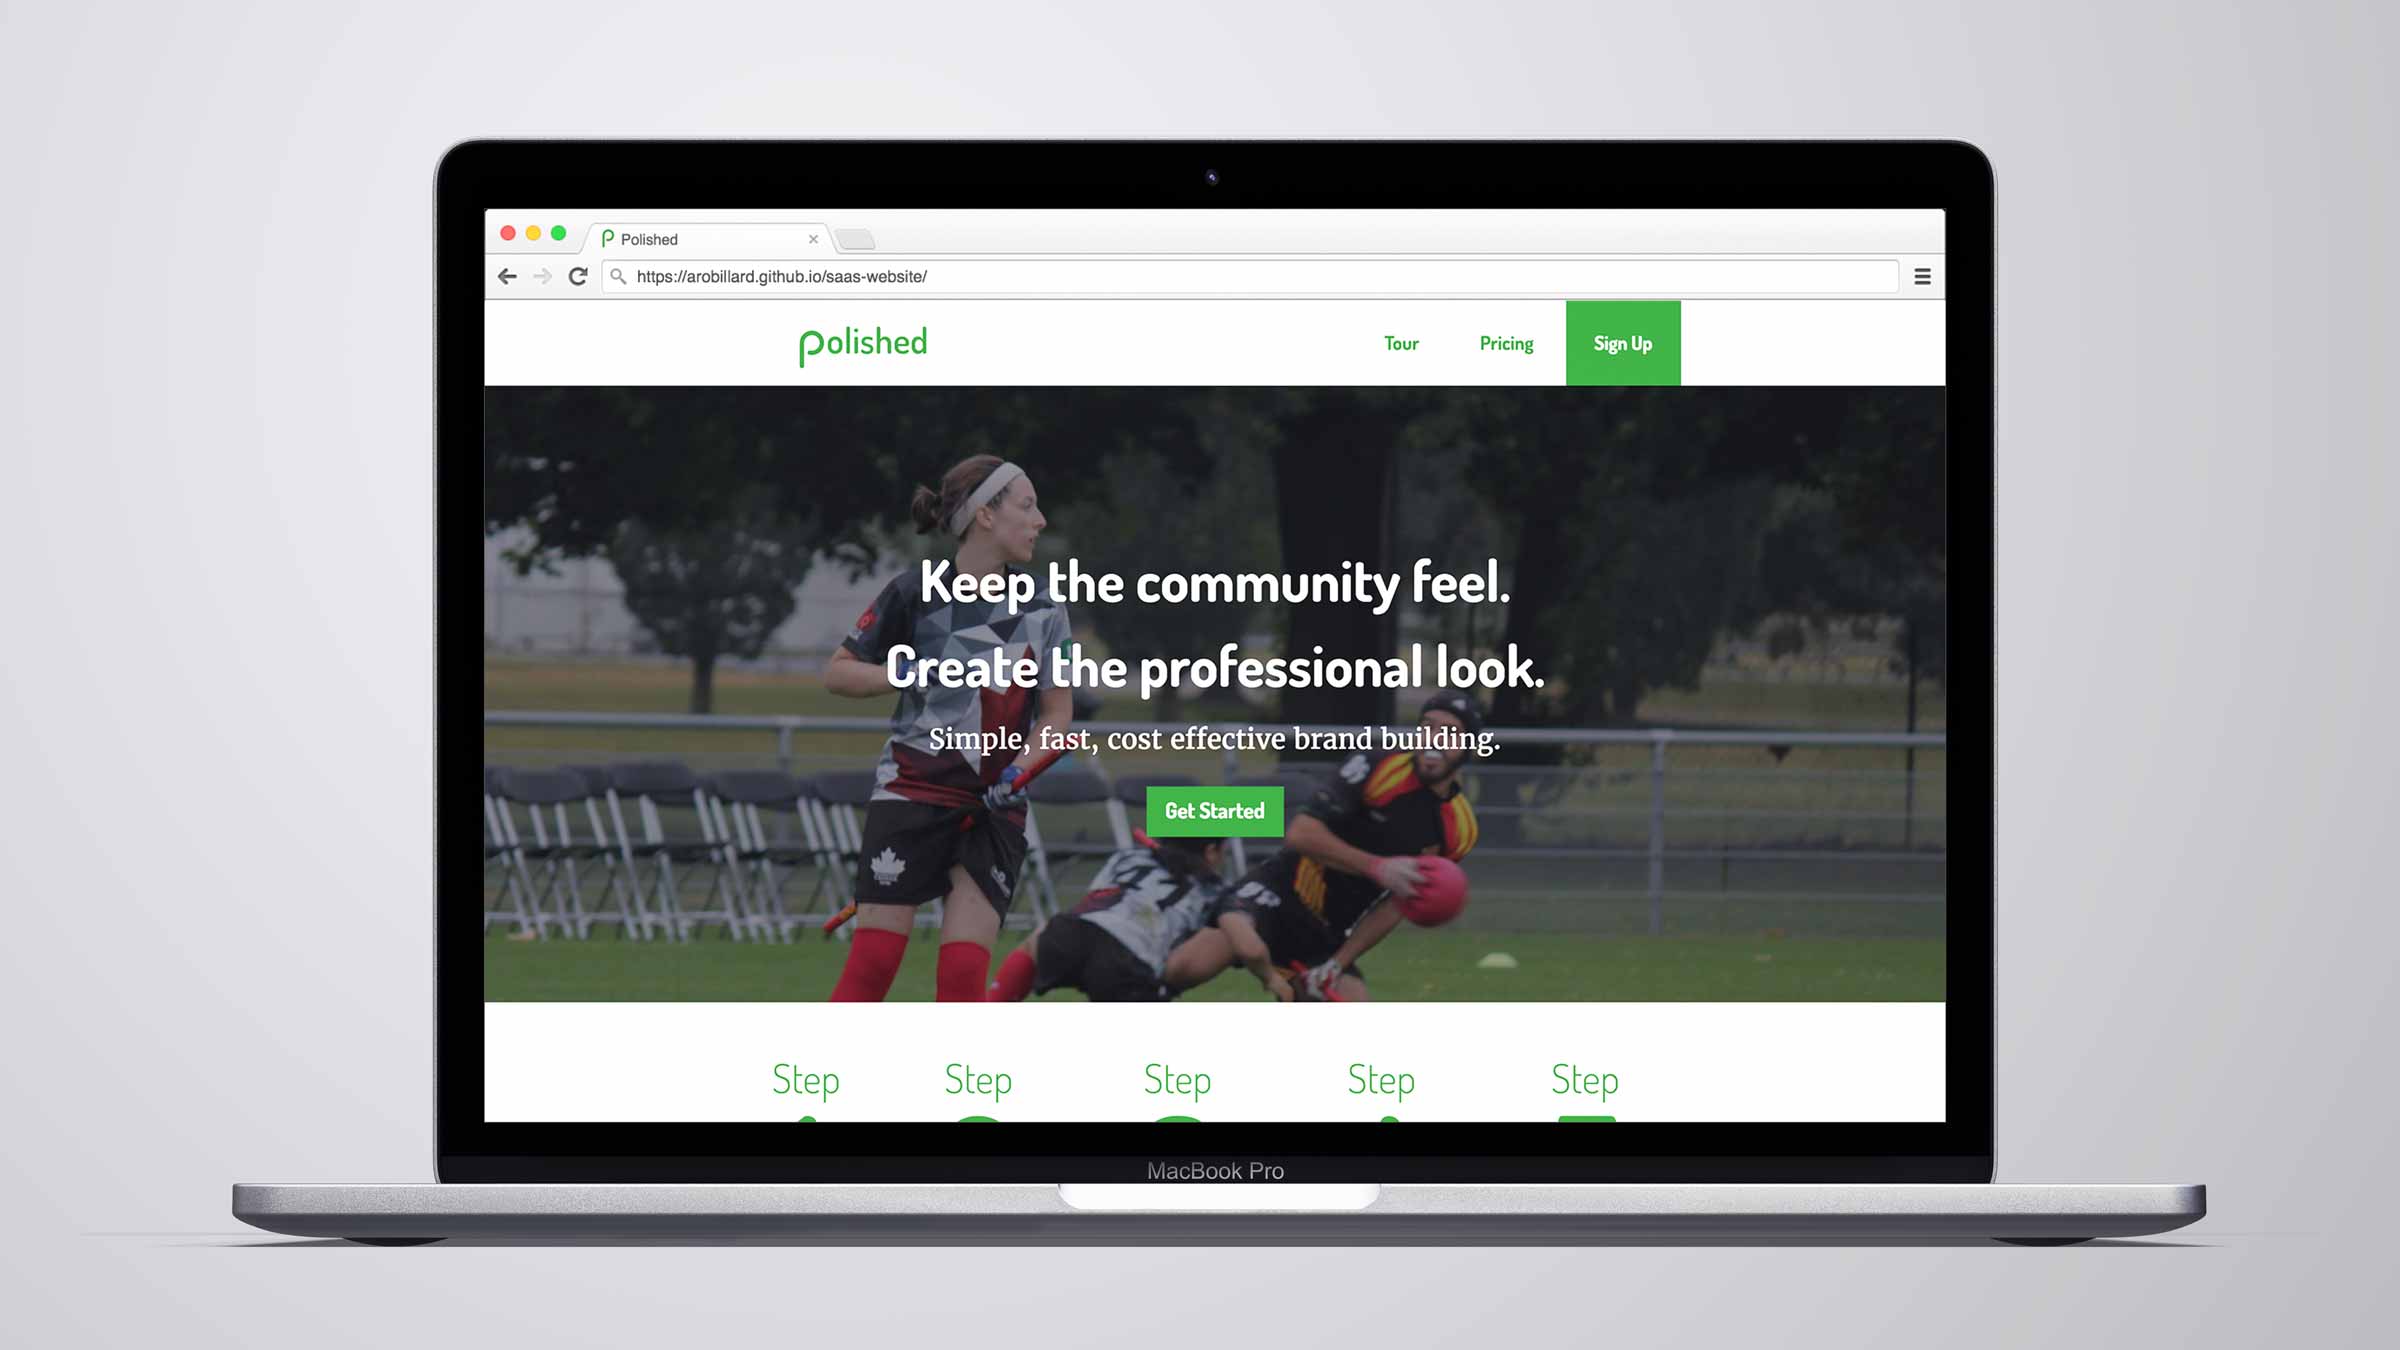 Polished
https://arobillard.github.io/saas-website/
polished
Tour Pricing Sign Up
Keep the community feel.
Create the professional look.
Simple, fast, cost effective brand building.
Get Started
Step Step Step Step Step
MacBook Pro